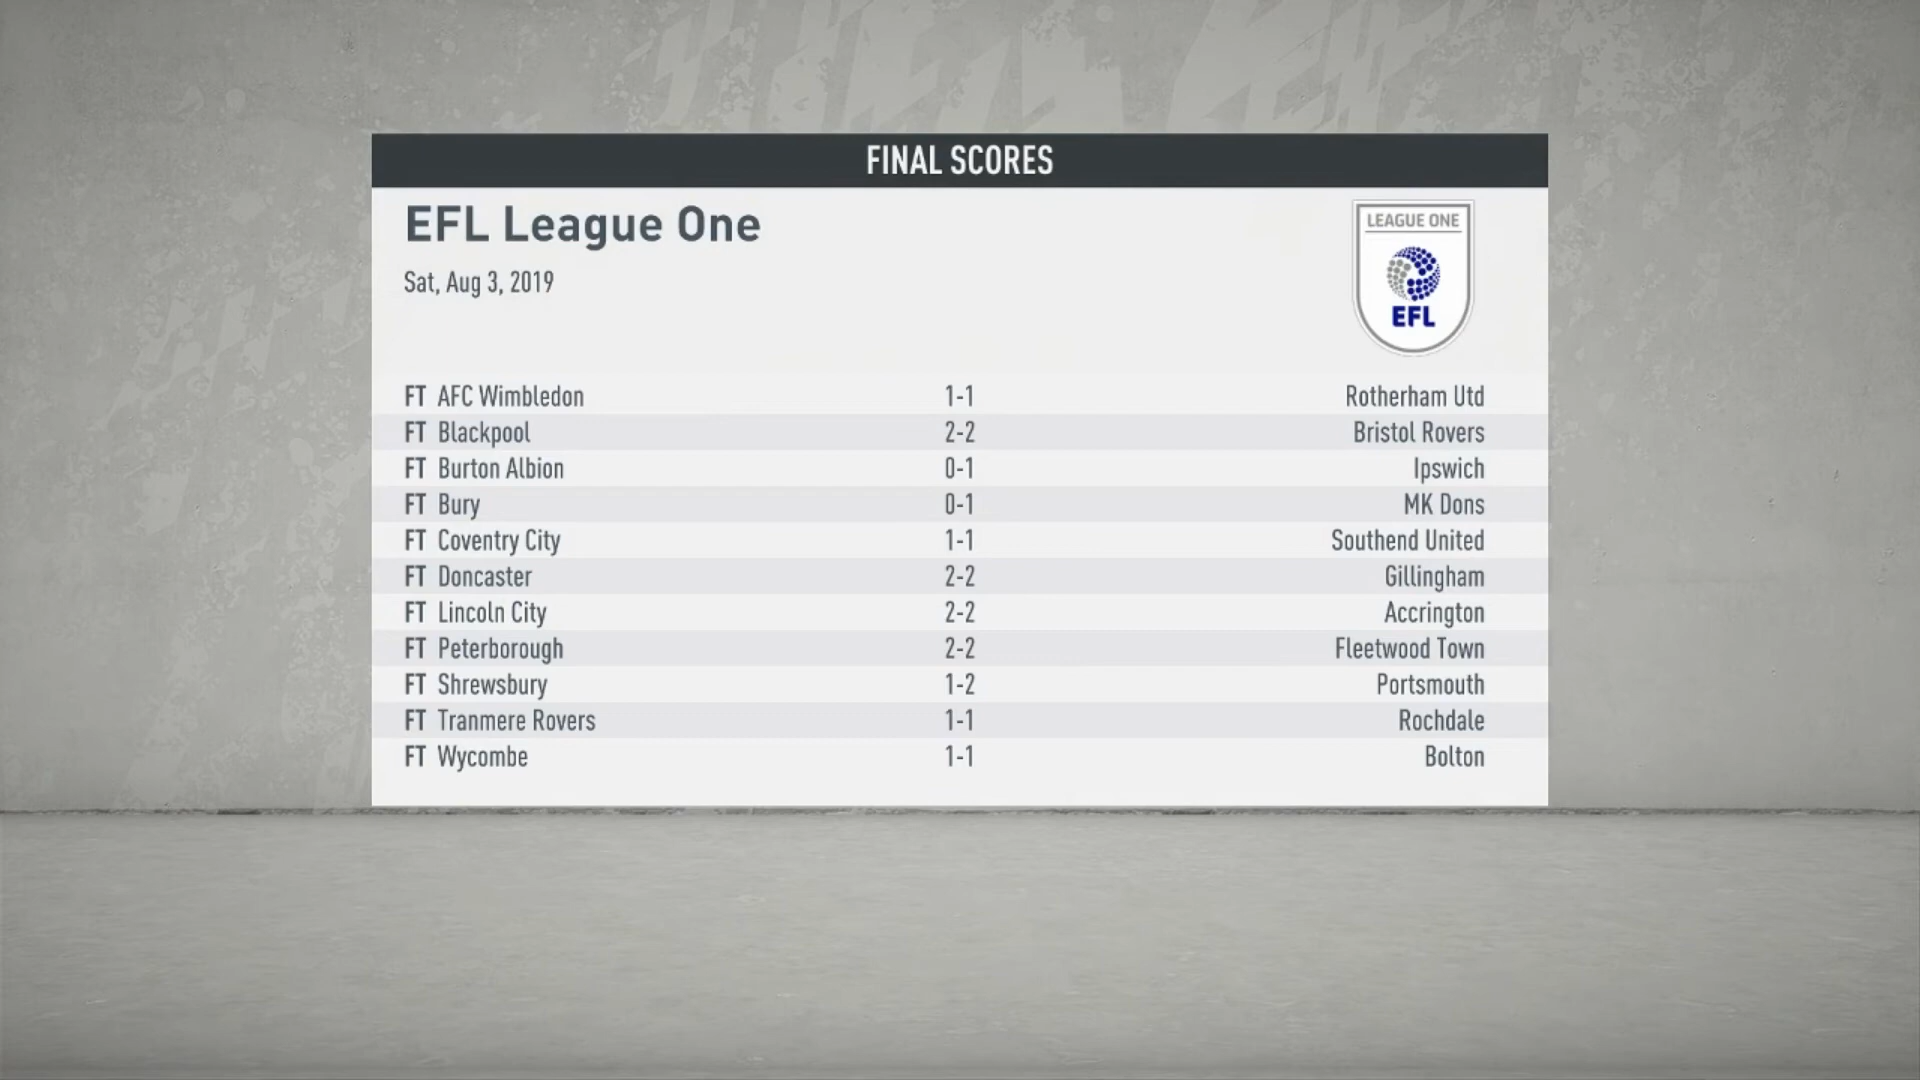 FINAL SCORES
EFL League One
Sat, Aug 3, 2019
LEAGUE ONE
EFL
FT AFC Wimbledon 1-1 Rotherham Utd
FT Blackpool 2-2 Bristol Rovers
FT Burton Albion 0-1 Ipswich
FT Bury 0-1 MK Dons
FT Coventry City 1-1 Southend United
FT Doncaster 2-2 Gillingham
FT Lincoln City 2-2 Accrington
FT Peterborough 2-2 Fleetwood Town
FT Shrewsbury 1-2 Portsmouth
FT Tranmere Rovers 1-1 Rochdale
FT Wycombe 1-1 Bolton